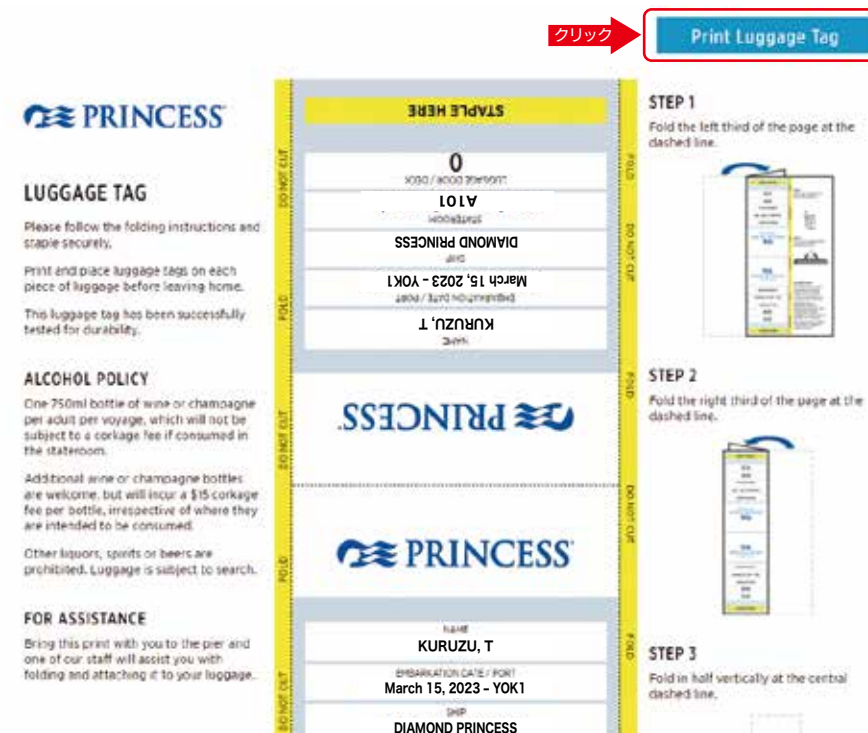 クリック
Print Luggage Tag
PRINCESS
LUGGAGE TAG
Please follow the folding instructions and
staple securely.
Print and place luggage tags on each
piece of luggage before leaving home.
This luggage tag has been successfully
tested for durability.
ALCOHOL POLICY
One 750ml bottle of wine or champagne
per adult per voyage, which will not be
subject to a corkage fee if consumed in
the stateroom.
Additional wine or champagne bottles
are welcome, but will incur a $15 corkage
fee per bottle, irrespective of where they
are intended to be consumed.
Other liquors, spirits or beers are
prohibited. Luggage is subject to search.
FOR ASSISTANCE
Bring this print with you to the pier and
one of our staff will assist you with
folding and attaching it to your luggage.
DO NOT CUT
FOLD
DO NOT CUT
FOLD
DO NOT CUT
STAPLE HERE
0
LUGGAGE DOOR / DECK
A101
STATEROOM
DIAMOND PRINCESS
SHIP
March 15, 2023 - YOK1
EMBARKATION DATE / PORT
KURUZU, T
NAME
PRINCESS
PRINCESS
NAME
KURUZU, T
EMBARKATION DATE / PORT
March 15, 2023 - YOK1
SHIP
DIAMOND PRINCESS
FOLD
DO NOT CUT
FOLD
DO NOT CUT
FOLD
STEP 1
Fold the left third of the page at the
dashed line.
STEP 2
Fold the right third of the page at the
dashed line.
STEP 3
Fold in half vertically at the central
dashed line.